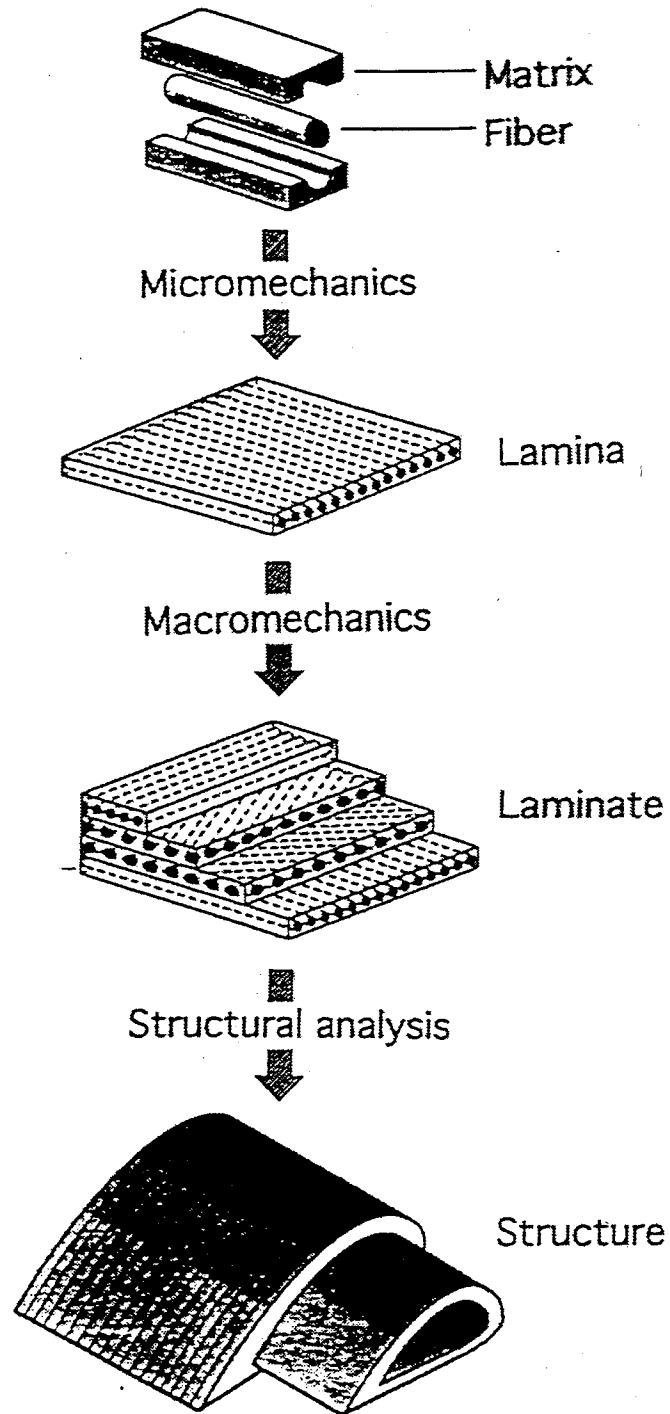 Matrix
Fiber
Micromechanics
Lamina
Macromechanics
Laminate
Structural analysis
Structure